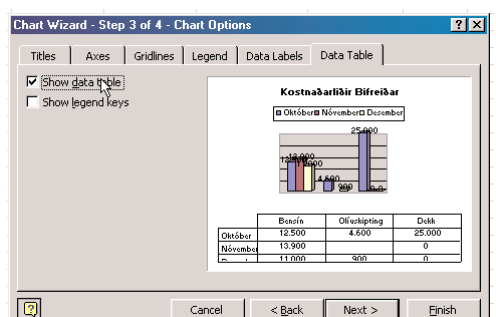 Chart Wizard - Step 3 of 4 - Chart Options
Titles Axes Gridlines Legend Data Labels Data Table
Show data table
Show legend keys
Kostnaðarliðir Bifreiðar
Október Nóvember Desember
25.000
4.600
900
Bensín Olíuskipting Dekk
Október 12.500 4.600 25.000
Nóvember 13.900 0
11.000 900 0
Cancel < Back Next > Finish